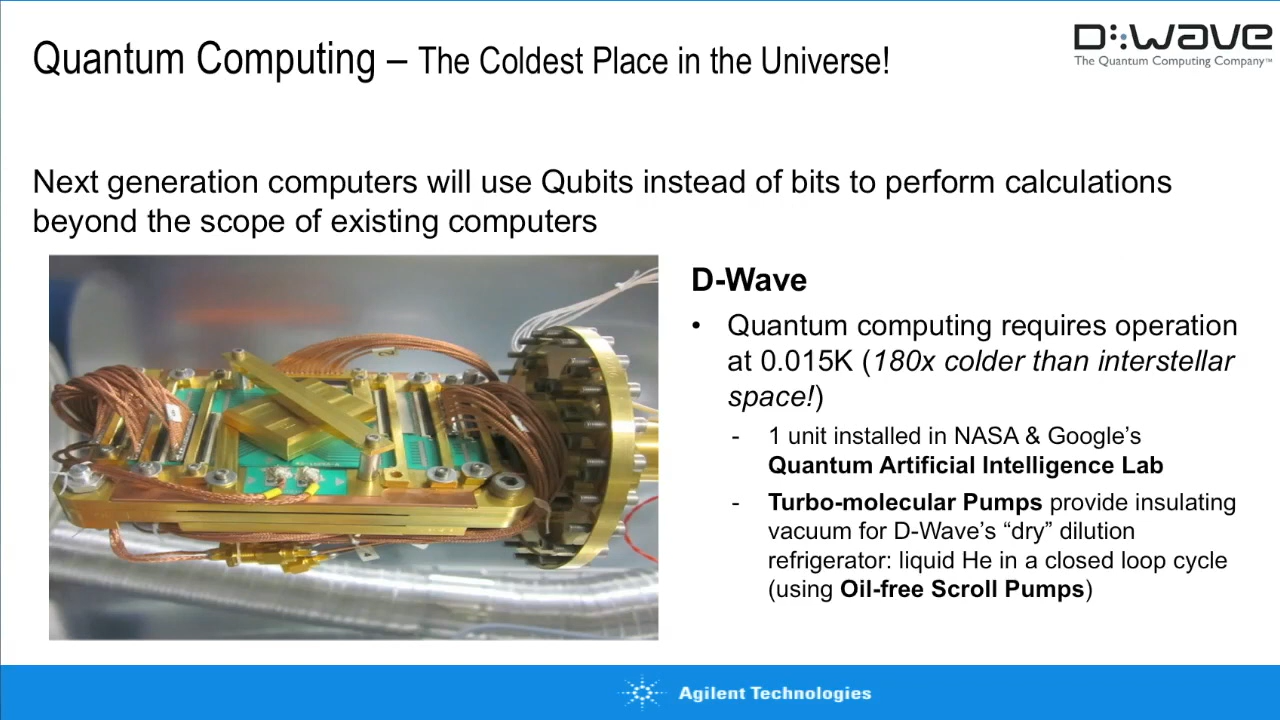 Quantum Computing – The Coldest Place in the Universe!
D:Wave
The Quantum Computing Company™
Next generation computers will use Qubits instead of bits to perform calculations
beyond the scope of existing computers
D-Wave
• Quantum computing requires operation
at 0.015K (180x colder than interstellar
space!)
- 1 unit installed in NASA & Google’s
Quantum Artificial Intelligence Lab
- Turbo-molecular Pumps provide insulating
vacuum for D-Wave’s “dry” dilution
refrigerator: liquid He in a closed loop cycle
(using Oil-free Scroll Pumps)
Agilent Technologies